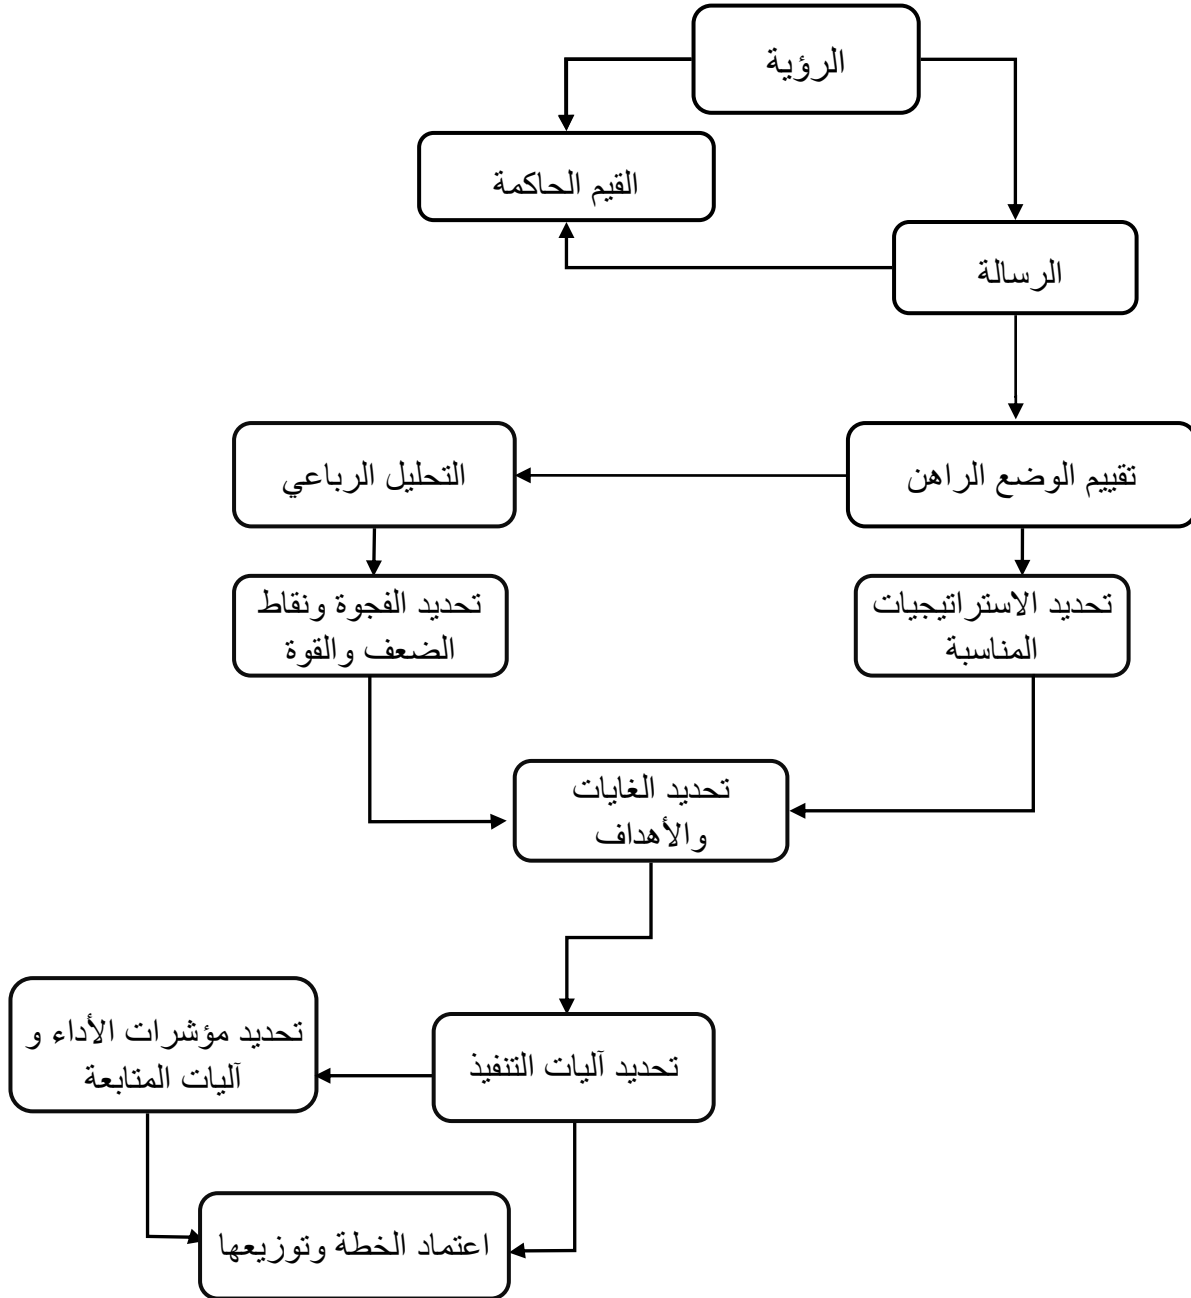 الرؤية
القيم الحاكمة
الرسالة
تقييم الوضع الراهن
التحليل الرباعي
تحديد الاستراتيجيات
المناسبة
تحديد الفجوة ونقاط
الضعف والقوة
تحديد الغايات
والأهداف
تحديد آليات التنفيذ
تحديد مؤشرات الأداء و
آليات المتابعة
اعتماد الخطة وتوزيعها